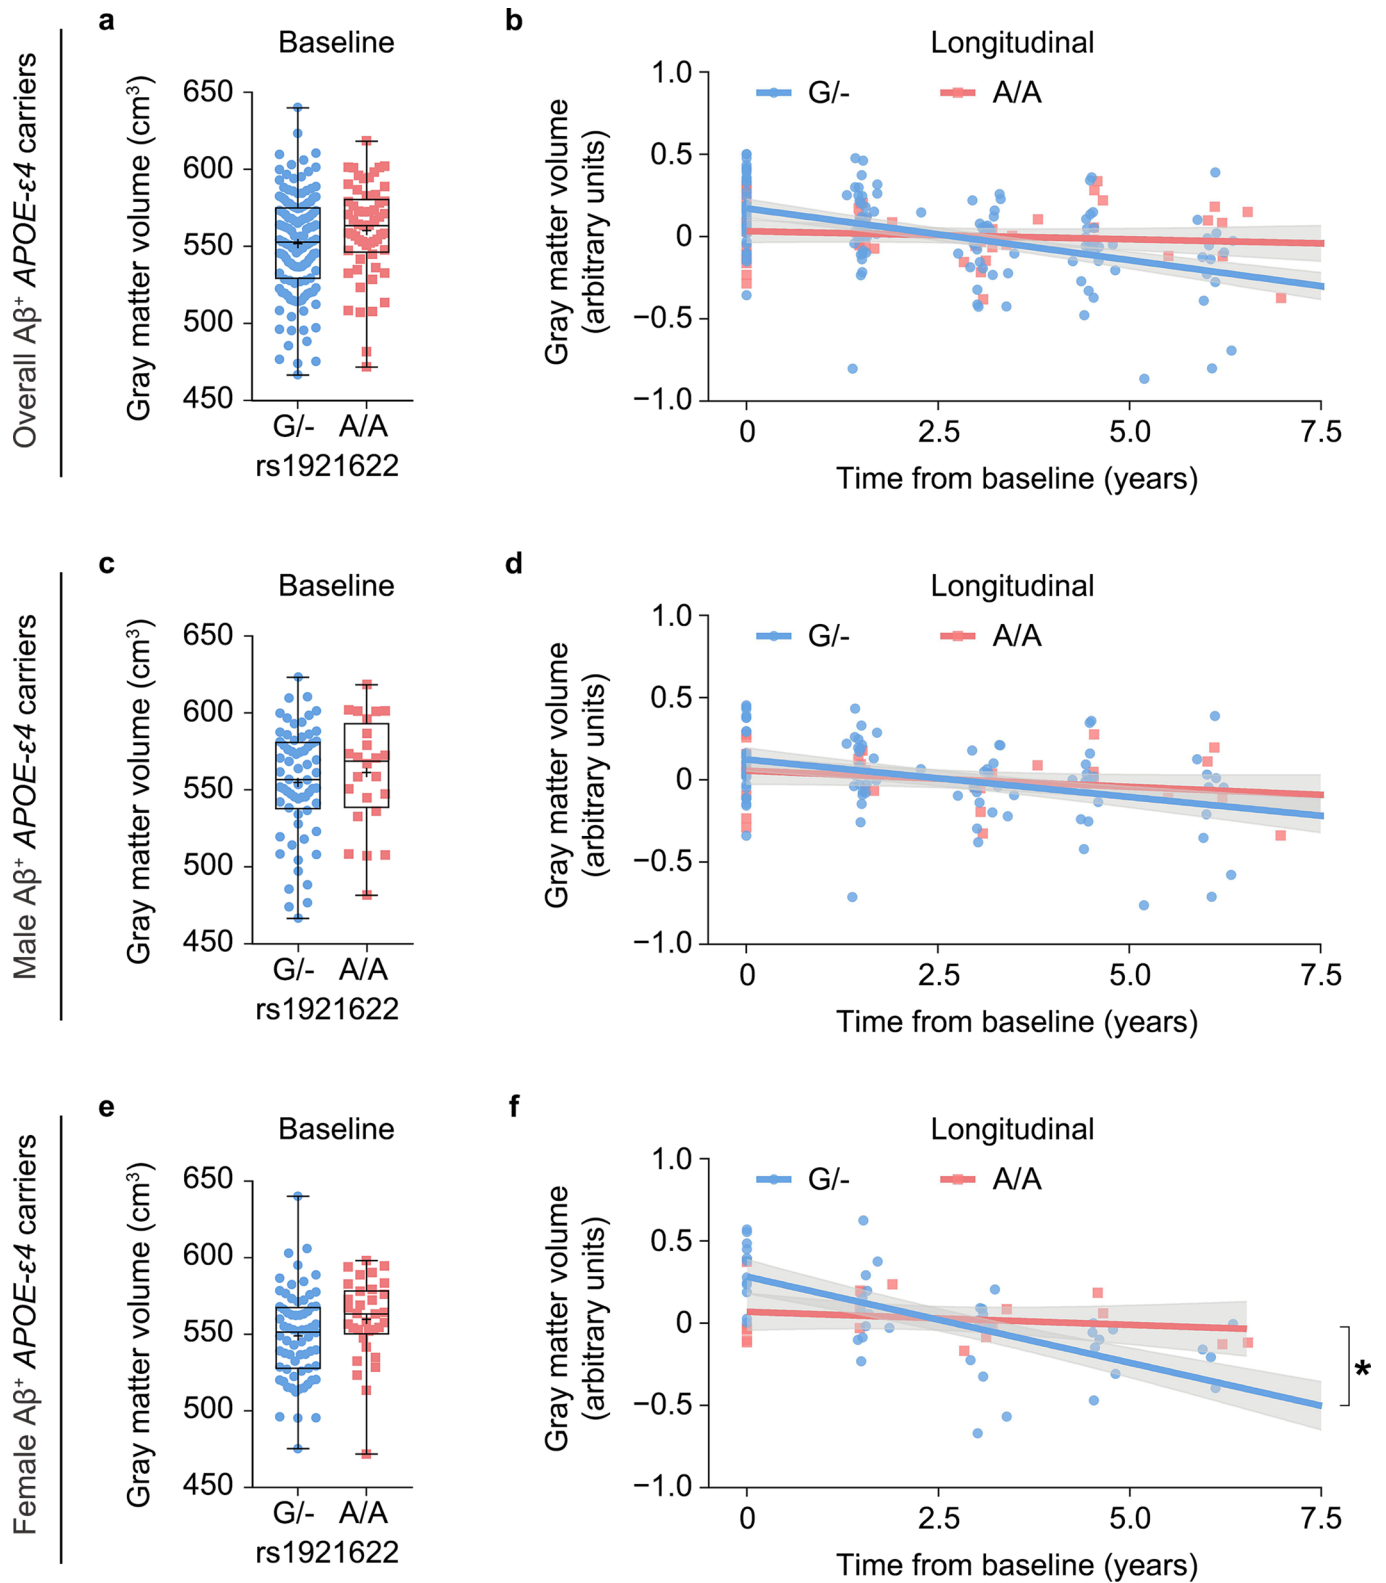 a
Baseline
Overall Aβ⁺ APOE-ε4 carriers
Gray matter volume (cm³)
650
600
550
500
450
G/- A/A
rs1921622
b
Longitudinal
G/- A/A
Gray matter volume
(arbitrary units)
1.0
0.5
0
−0.5
−1.0
0 2.5 5.0 7.5
Time from baseline (years)
c
Baseline
Male Aβ⁺ APOE-ε4 carriers
Gray matter volume (cm³)
650
600
550
500
450
G/- A/A
rs1921622
d
Longitudinal
G/- A/A
Gray matter volume
(arbitrary units)
1.0
0.5
0
−0.5
−1.0
0 2.5 5.0 7.5
Time from baseline (years)
e
Baseline
Female Aβ⁺ APOE-ε4 carriers
Gray matter volume (cm³)
650
600
550
500
450
G/- A/A
rs1921622
f
Longitudinal
G/- A/A
Gray matter volume
(arbitrary units)
1.0
0.5
0
−0.5
−1.0
*
0 2.5 5.0 7.5
Time from baseline (years)